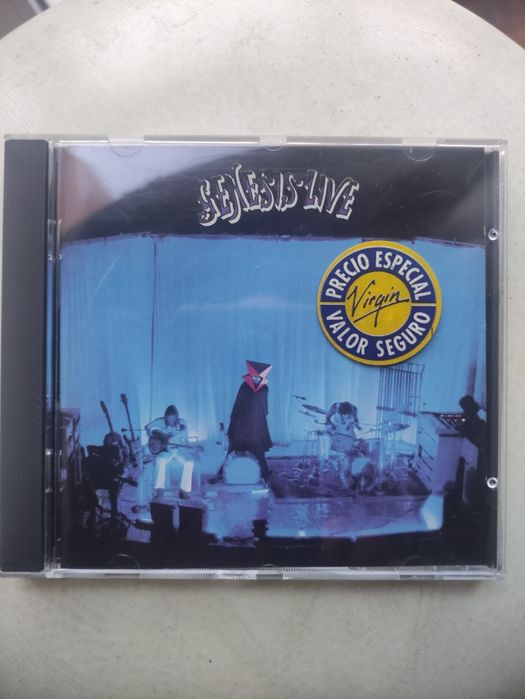 GENESIS LIVE
PRECIO ESPECIAL
Virgin
VALOR SEGURO